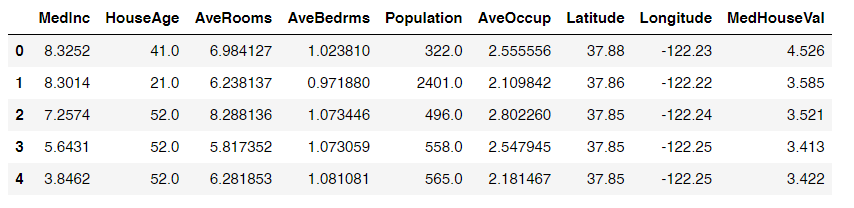 MedInc HouseAge AveRooms AveBedrms Population AveOccup Latitude Longitude MedHouseVal
0 8.3252 41.0 6.984127 1.023810 322.0 2.555556 37.88 -122.23 4.526
1 8.3014 21.0 6.238137 0.971880 2401.0 2.109842 37.86 -122.22 3.585
2 7.2574 52.0 8.288136 1.073446 496.0 2.802260 37.85 -122.24 3.521
3 5.6431 52.0 5.817352 1.073059 558.0 2.547945 37.85 -122.25 3.413
4 3.8462 52.0 6.281853 1.081081 565.0 2.181467 37.85 -122.25 3.422